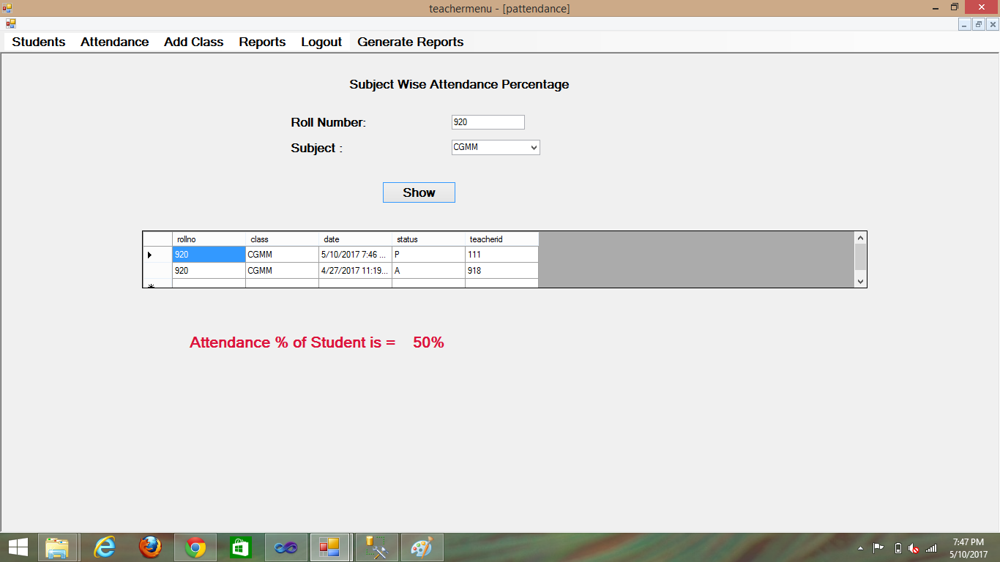 teachermenu - [pattendance]
Students Attendance Add Class Reports Logout Generate Reports
Subject Wise Attendance Percentage
Roll Number: 920
Subject : CGMM
Show
rollno class date status teacherid
920 CGMM 5/10/2017 7:46 ... P 111
920 CGMM 4/27/2017 11:19... A 918
Attendance % of Student is = 50%
7:47 PM
5/10/2017